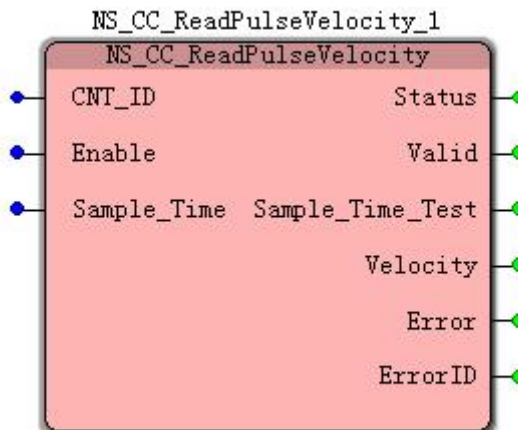 NS_CC_ReadPulseVelocity_1
NS_CC_ReadPulseVelocity
CNT_ID Status
Enable Valid
Sample_Time Sample_Time_Test
Velocity
Error
ErrorID